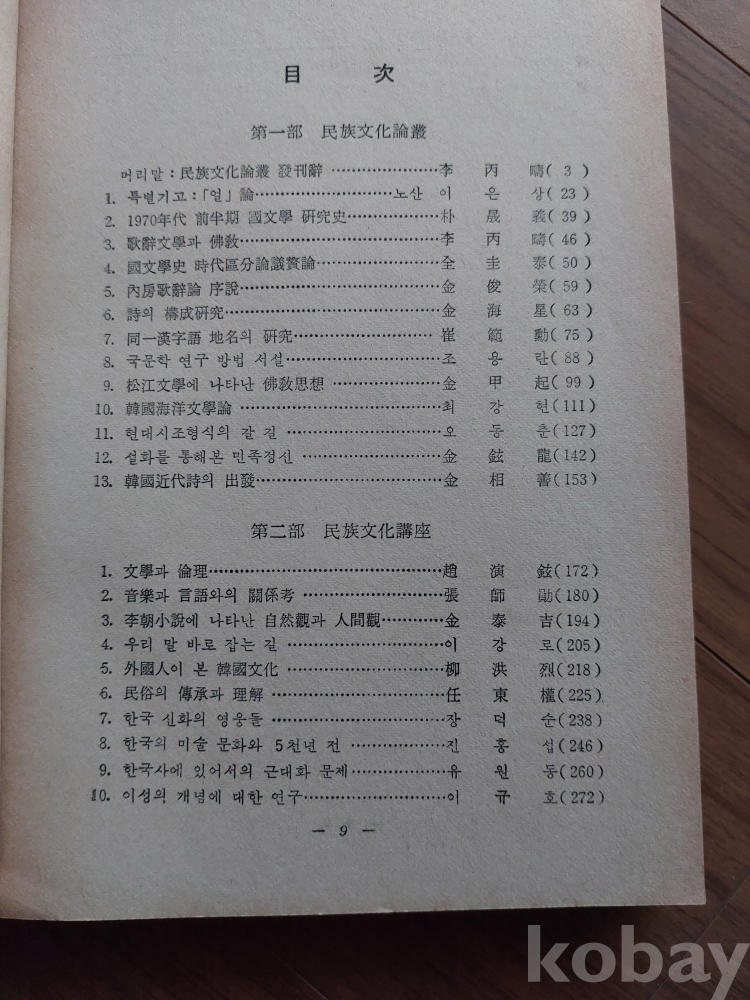 目 次
第一部 民族文化論叢
머리말 : 民族文化論叢 發刊辭 ··················· 李 丙 疇( 3 )
1. 특별기고:「얼」論 ··················· 노산 이 은 상( 23 )
2. 1970年代 前半期 國文學 硏究史 ··················· 朴 晟 義( 39 )
3. 歌辭文學과 佛敎 ··················· 李 丙 疇( 46 )
4. 國文學史 時代區分論議贅論 ··················· 全 圭 泰( 50 )
5. 內房歌辭論 序說 ··················· 金 俊 榮( 59 )
6. 詩의 構成硏究 ··················· 金 海 星( 63 )
7. 同一漢字語 地名의 硏究 ··················· 崔 範 勳( 75 )
8. 국문학 연구 방법 서설 ··················· 조 용 란( 88 )
9. 松江文學에 나타난 佛敎思想 ··················· 金 甲 起( 99 )
10. 韓國海洋文學論 ··················· 최 강 현(111)
11. 현대시조형식의 갈 길 ··················· 오 동 춘(127)
12. 설화를 통해본 민족정신 ··················· 金 鉉 龍(142)
13. 韓國近代詩의 出發 ··················· 金 相 善(153)
第二部 民族文化講座
1. 文學과 倫理 ··················· 趙 演 鉉(172)
2. 音樂과 言語와의 關係考 ··················· 張 師 勛(180)
3. 李朝小說에 나타난 自然觀과 人間觀 ··················· 金 泰 吉(194)
4. 우리 말 바로 잡는 길 ··················· 이 강 로(205)
5. 外國人이 본 韓國文化 ··················· 柳 洪 烈(218)
6. 民俗의 傳承과 理解 ··················· 任 東 權(225)
7. 한국 신화의 영웅들 ··················· 장 덕 순(238)
8. 한국의 미술 문화와 5천년 전 ··················· 진 홍 섭(246)
9. 한국사에 있어서의 근대화 문제 ··················· 유 원 동(260)
10. 이성의 개념에 대한 연구 ··················· 이 규 호(272)
— 9 —
kobay